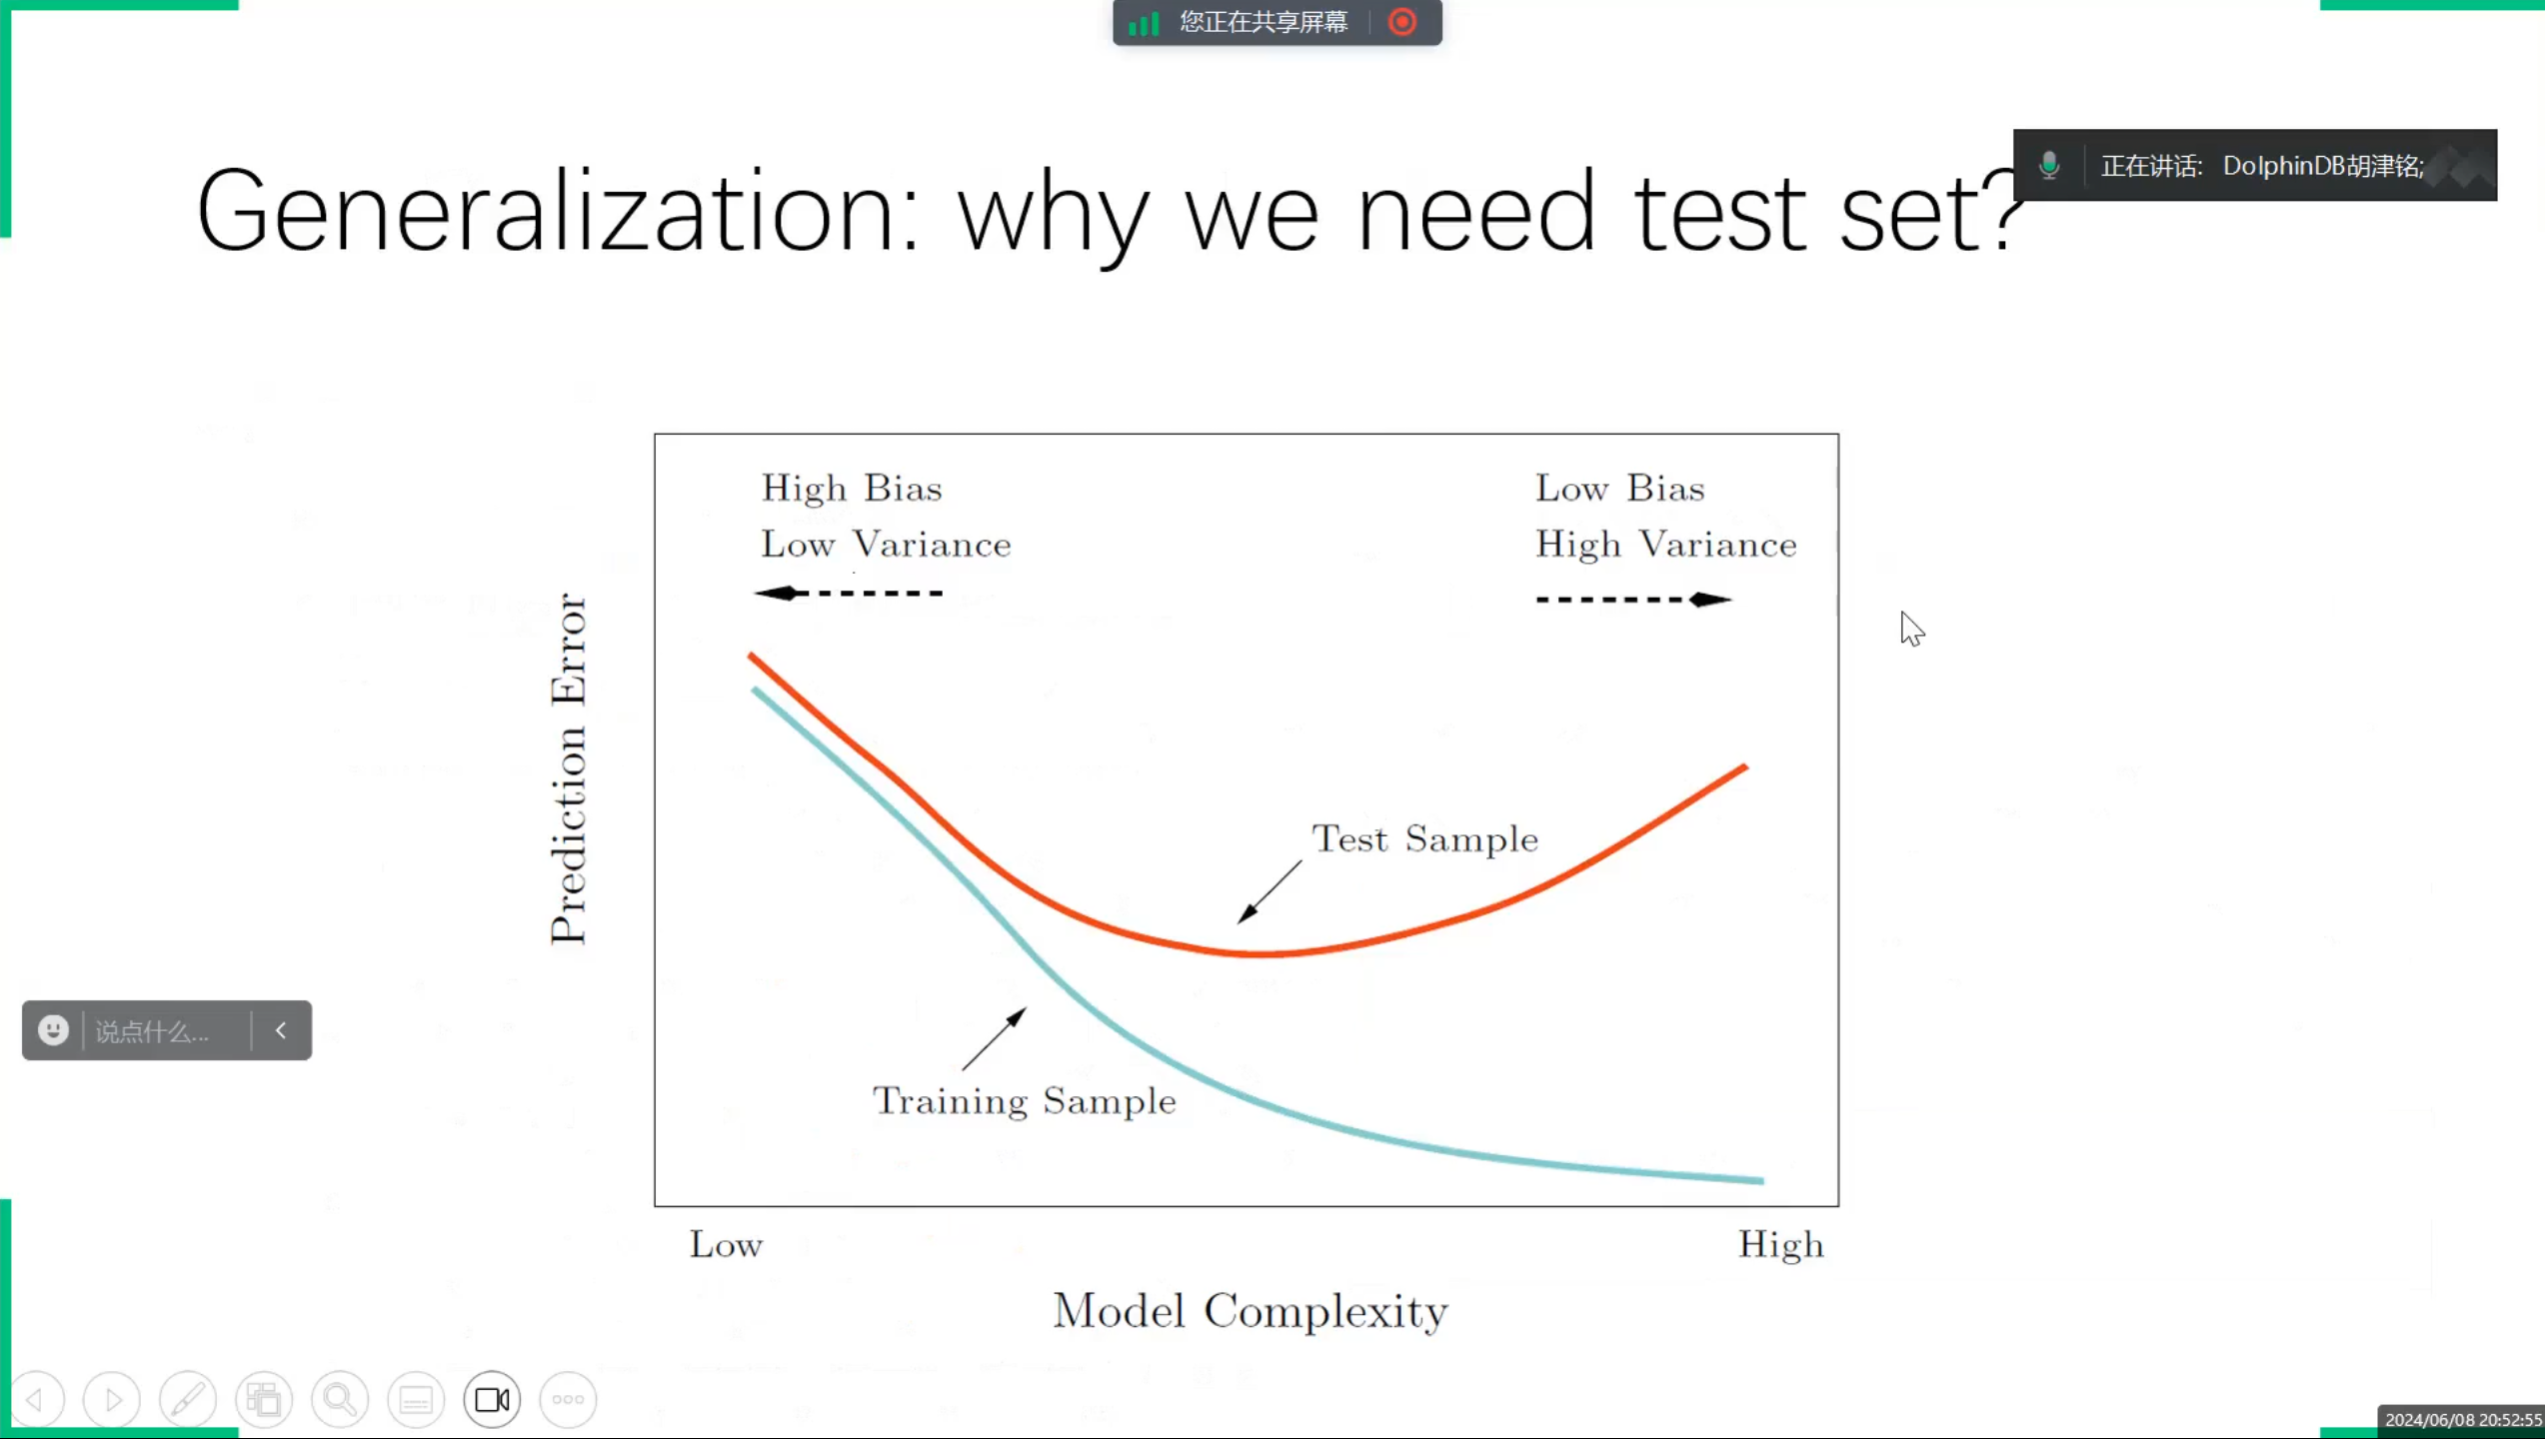 您正在共享屏幕
正在讲话: DolphinDB胡津铭;
Generalization: why we need test set?
High Bias
Low Variance
Low Bias
High Variance
Prediction Error
Test Sample
Training Sample
说点什么...
Low
High
Model Complexity
2024/06/08 20:52:55